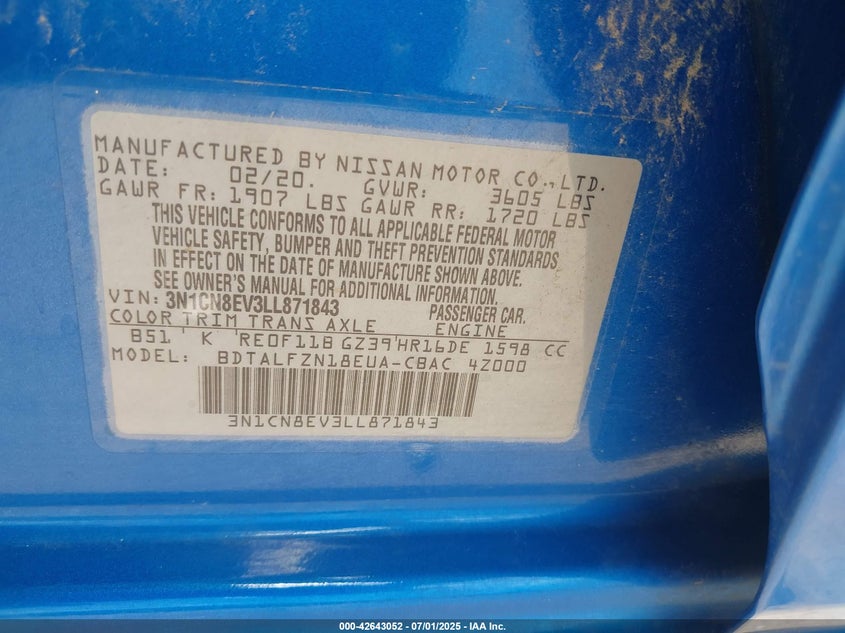 MANUFACTURED BY NISSAN MOTOR CO., LTD.
DATE: 02/20. GVWR: 3605 LBS
GAWR FR: 1907 LBS GAWR RR: 1720 LBS
THIS VEHICLE CONFORMS TO ALL APPLICABLE FEDERAL MOTOR
VEHICLE SAFETY, BUMPER AND THEFT PREVENTION STANDARDS
IN EFFECT ON THE DATE OF MANUFACTURE SHOWN ABOVE.
SEE OWNER'S MANUAL FOR ADDITIONAL INFORMATION.
VIN: 3N1CN8EV3LL871843 PASSENGER CAR.
COLOR TRIM TRANS AXLE ENGINE
B51 K RE0F11B GZ39 HR16DE 1598 CC
MODEL: BDTALFZN18EUA-CBAC 4Z000
3N1CN8EV3LL871843
000-42643052 - 07/01/2025 - IAA Inc.